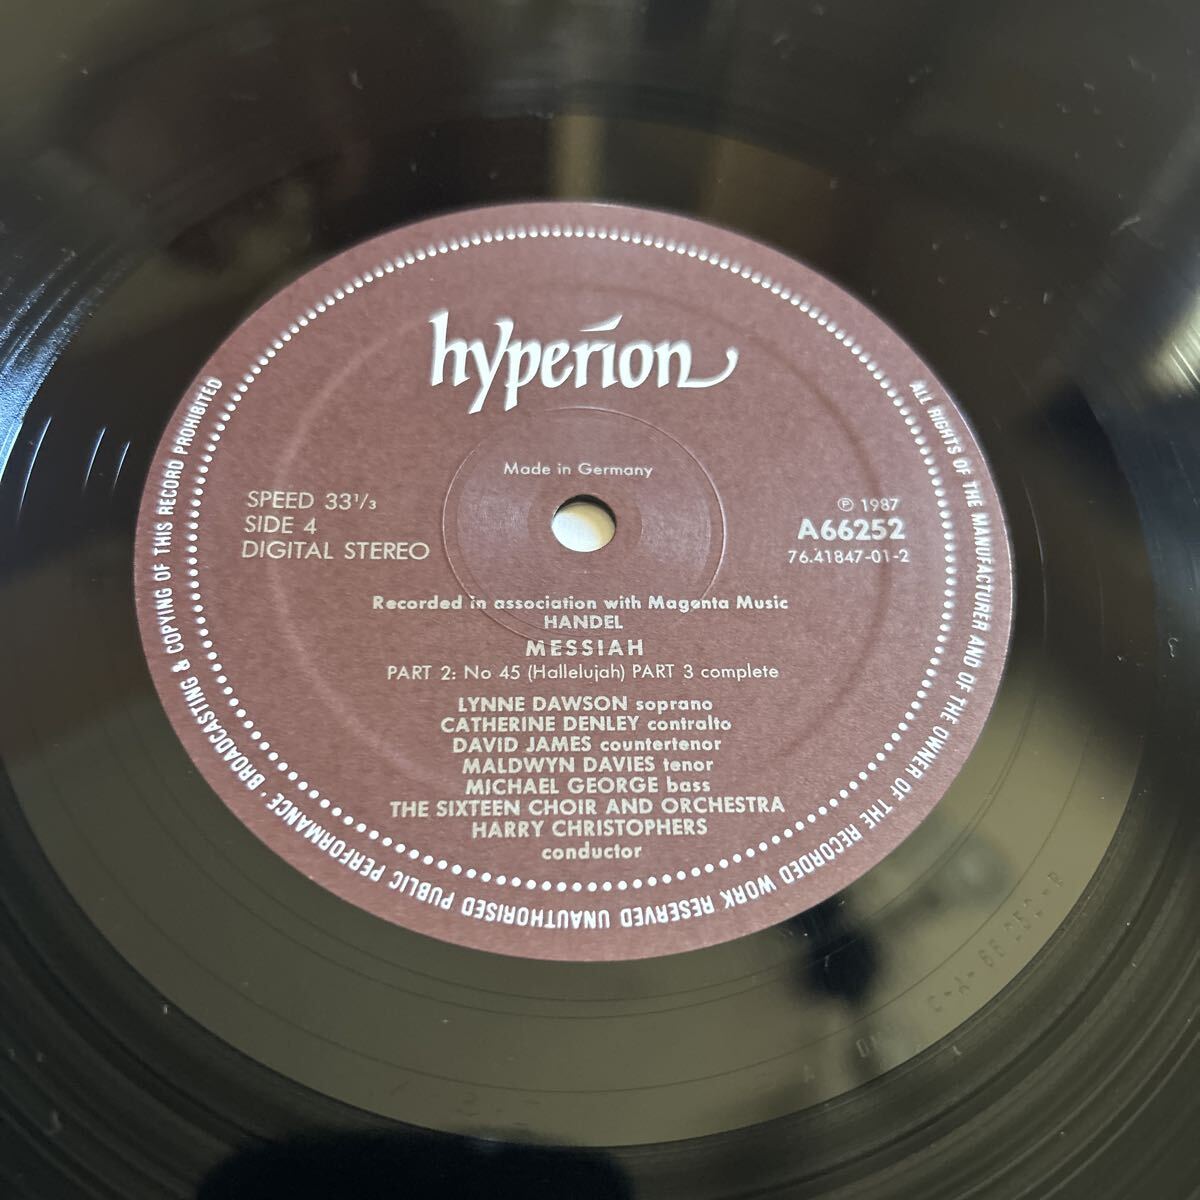 hyperion
Made in Germany
SPEED 33¹/₃
SIDE 4
DIGITAL STEREO
℗ 1987
A66252
76.41847-01-2
Recorded in association with Magenta Music
HANDEL
MESSIAH
PART 2: No 45 (Hallelujah) PART 3 complete
LYNNE DAWSON soprano
CATHERINE DENLEY contralto
DAVID JAMES countertenor
MALDWYN DAVIES tenor
MICHAEL GEORGE bass
THE SIXTEEN CHOIR AND ORCHESTRA
HARRY CHRISTOPHERS
conductor
ALL RIGHTS OF THE MANUFACTURER AND OF THE OWNER OF THE RECORDED WORK RESERVED UNAUTHORISED PUBLIC PERFORMANCE, BROADCASTING & COPYING OF THIS RECORD PROHIBITED